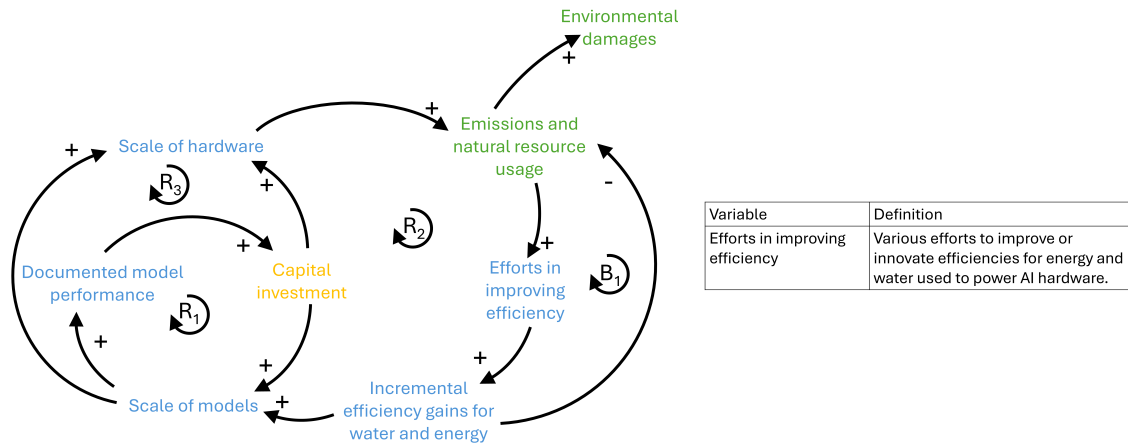 Environmental
damages
+
+
Emissions and
natural resource
usage
+
Scale of hardware
R3
+
-
+
R2
+
Documented model
performance
Capital
investment
Efforts in
improving
efficiency
B1
R1
+
+
+
Incremental
efficiency gains for
water and energy
Scale of models
+
Variable
Definition
Efforts in improving
efficiency
Various efforts to improve or
innovate efficiencies for energy and
water used to power AI hardware.